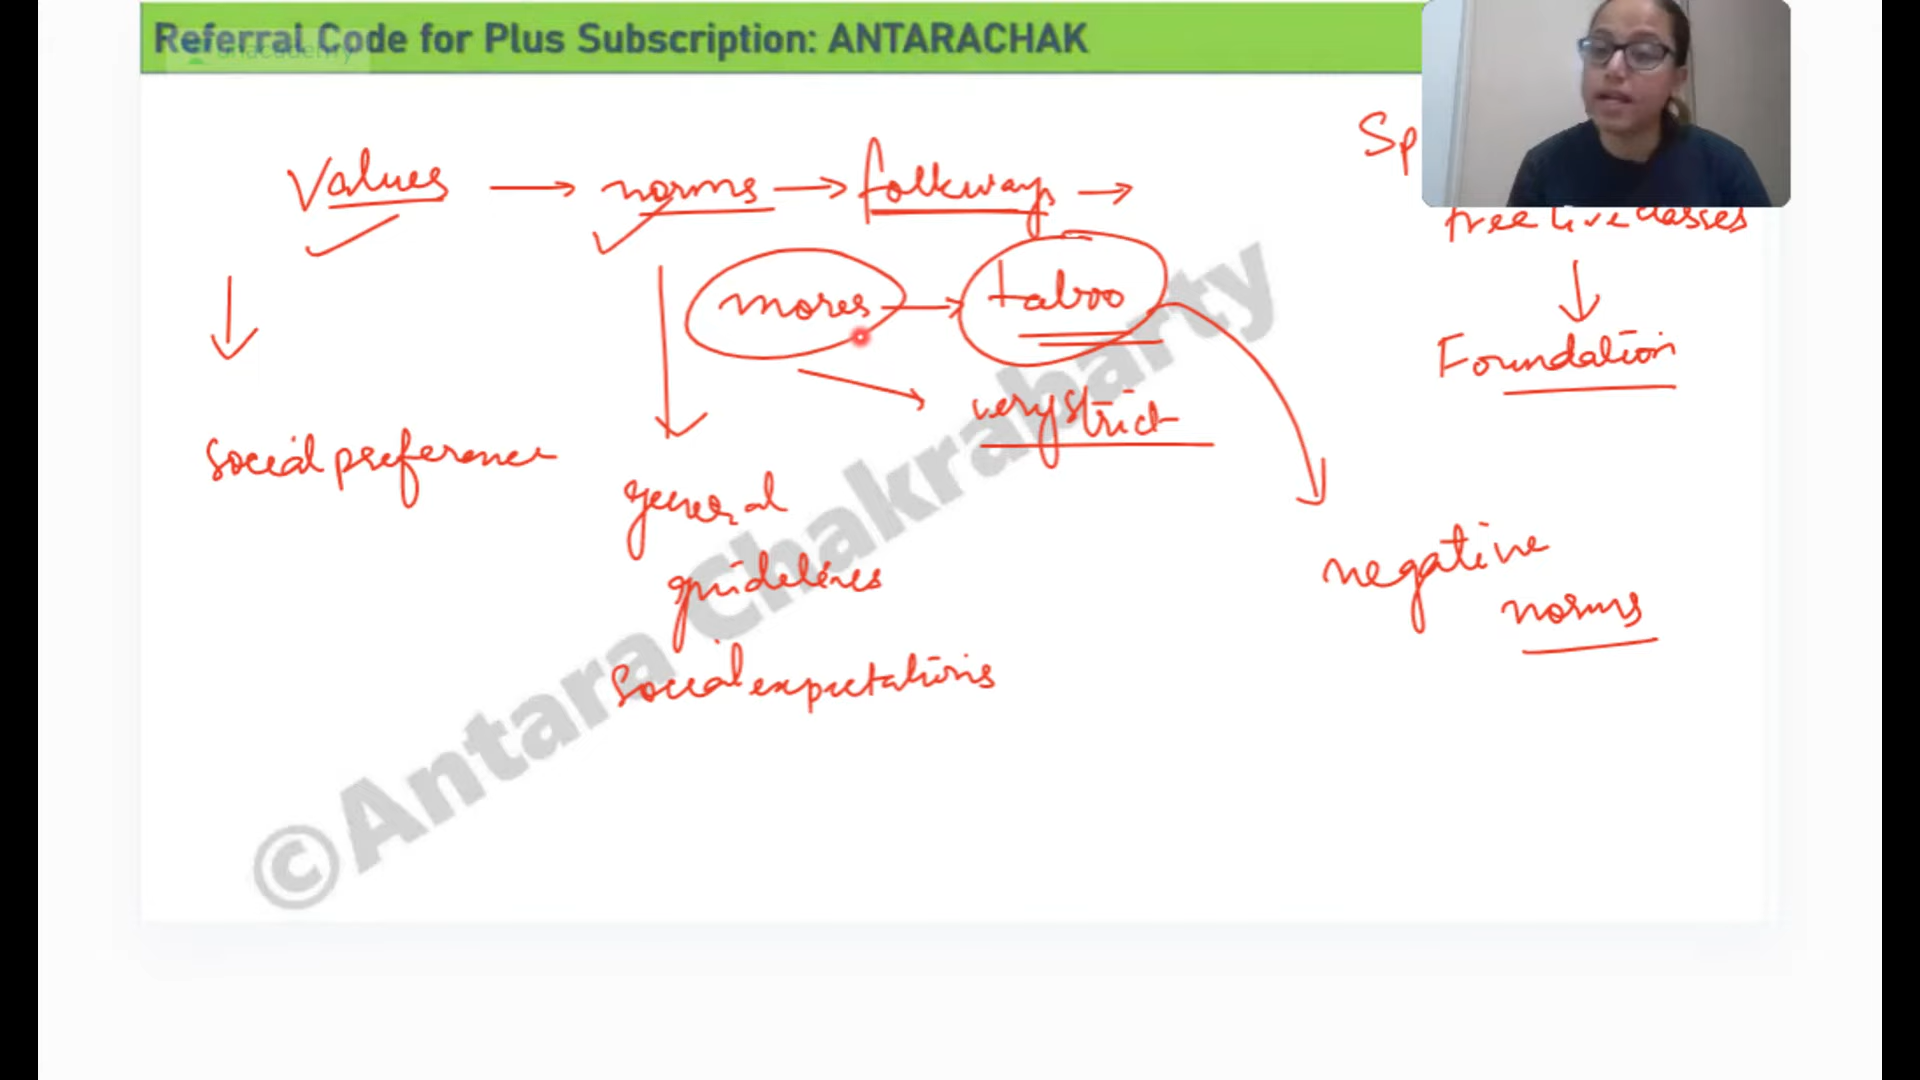 Referral Code for Plus Subscription: ANTARACHAK
unacademy
Sp
Values → norms → folkways →
free live classes
mores → taboo
Foundation
very strict
social preference
general
guidelines
negative
norms
Social expectations
©Antara Chakrabarty